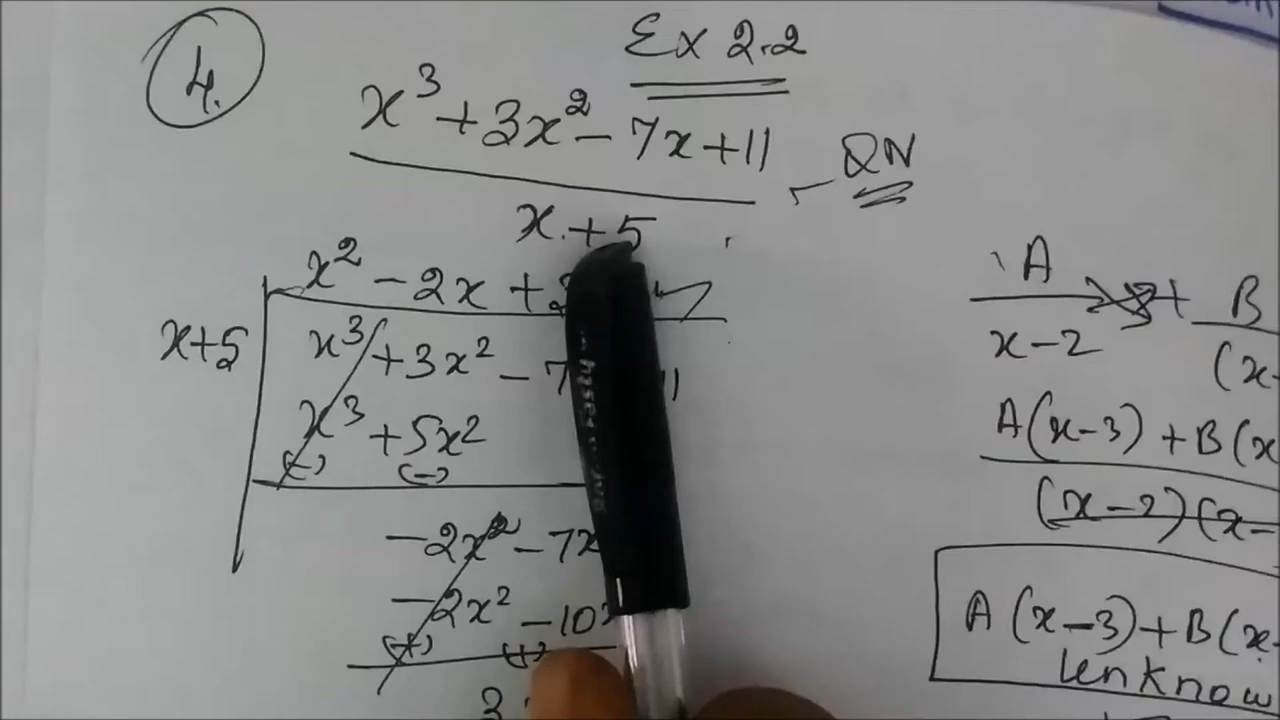 4.
Ex 2.2
x³ + 3x² - 7x + 11
QN
x + 5
x² - 2x +
x+5
x³ + 3x² - 7
x³ + 5x²
(-) (-)
-2x² - 7x
-2x² - 10
(+) (+)
3
A + B
x-2 (x-
A(x-3) + B(x
(x-2)(x-
A(x-3)+B(x-